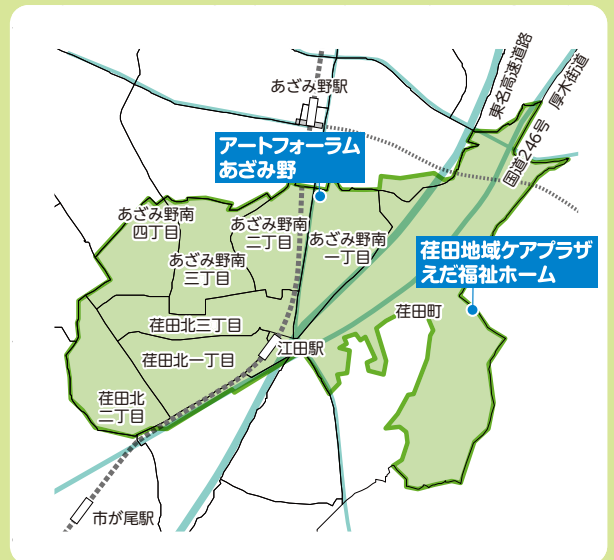 あざみ野駅
東名高速道路
厚木街道
国道246号
アートフォーラム
あざみ野
あざみ野南
四丁目
あざみ野南
三丁目
あざみ野
二丁目
あざみ野南
一丁目
荏田地域ケアプラザ
えだ福祉ホーム
荏田町
荏田北三丁目
江田駅
荏田北一丁目
荏田北
二丁目
市が尾駅